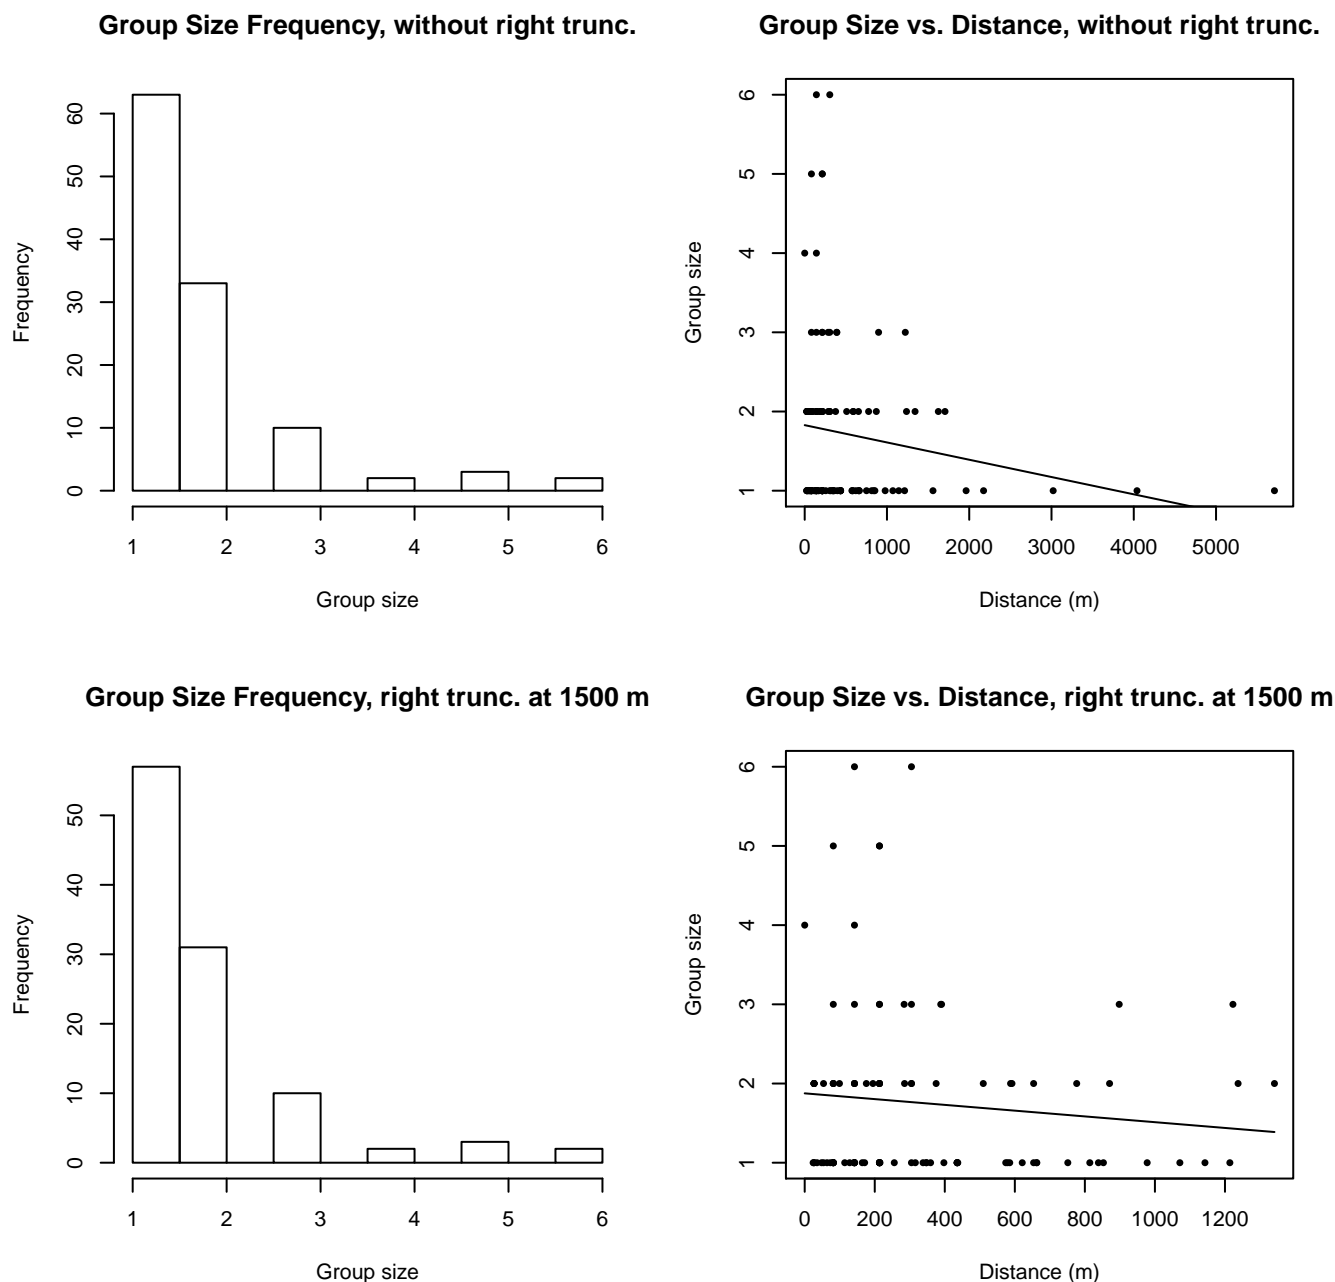 Group Size Frequency, without right trunc.
Frequency
0 10 20 30 40 50 60
1 2 3 4 5 6
Group size
Group Size vs. Distance, without right trunc.
Group size
1 2 3 4 5 6
0 1000 2000 3000 4000 5000
Distance (m)
Group Size Frequency, right trunc. at 1500 m
Frequency
0 10 20 30 40 50
1 2 3 4 5 6
Group size
Group Size vs. Distance, right trunc. at 1500 m
Group size
1 2 3 4 5 6
0 200 400 600 800 1000 1200
Distance (m)